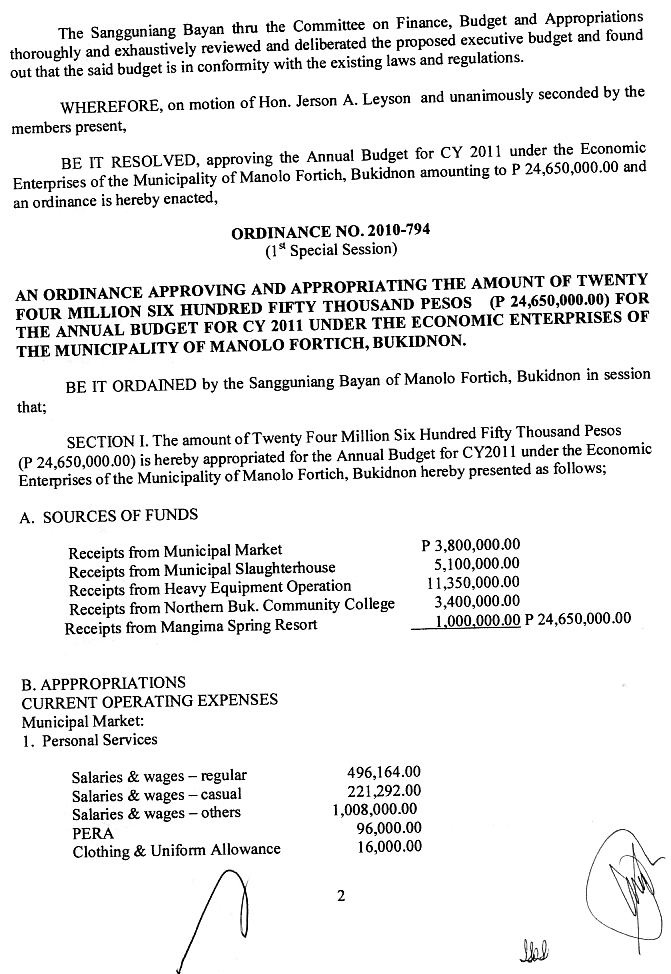 The Sangguniang Bayan thru the Committee on Finance, Budget and Appropriations
thoroughly and exhaustively reviewed and deliberated the proposed executive budget and found
out that the said budget is in conformity with the existing laws and regulations.
WHEREFORE, on motion of Hon. Jerson A. Leyson and unanimously seconded by the
members present,
BE IT RESOLVED, approving the Annual Budget for CY 2011 under the Economic
Enterprises of the Municipality of Manolo Fortich, Bukidnon amounting to P 24,650,000.00 and
an ordinance is hereby enacted,
ORDINANCE NO. 2010-794
(1st Special Session)
AN ORDINANCE APPROVING AND APPROPRIATING THE AMOUNT OF TWENTY
FOUR MILLION SIX HUNDRED FIFTY THOUSAND PESOS (P 24,650,000.00) FOR
THE ANNUAL BUDGET FOR CY 2011 UNDER THE ECONOMIC ENTERPRISES OF
THE MUNICIPALITY OF MANOLO FORTICH, BUKIDNON.
BE IT ORDAINED by the Sangguniang Bayan of Manolo Fortich, Bukidnon in session
that;
SECTION I. The amount of Twenty Four Million Six Hundred Fifty Thousand Pesos
(P 24,650,000.00) is hereby appropriated for the Annual Budget for CY2011 under the Economic
Enterprises of the Municipality of Manolo Fortich, Bukidnon hereby presented as follows;
A. SOURCES OF FUNDS
Receipts from Municipal Market P 3,800,000.00
Receipts from Municipal Slaughterhouse 5,100,000.00
Receipts from Heavy Equipment Operation 11,350,000.00
Receipts from Northern Buk. Community College 3,400,000.00
Receipts from Mangima Spring Resort 1,000,000.00 P 24,650,000.00
B. APPPROPRIATIONS
CURRENT OPERATING EXPENSES
Municipal Market:
1. Personal Services
Salaries & wages – regular 496,164.00
Salaries & wages – casual 221,292.00
Salaries & wages – others 1,008,000.00
PERA 96,000.00
Clothing & Uniform Allowance 16,000.00
2